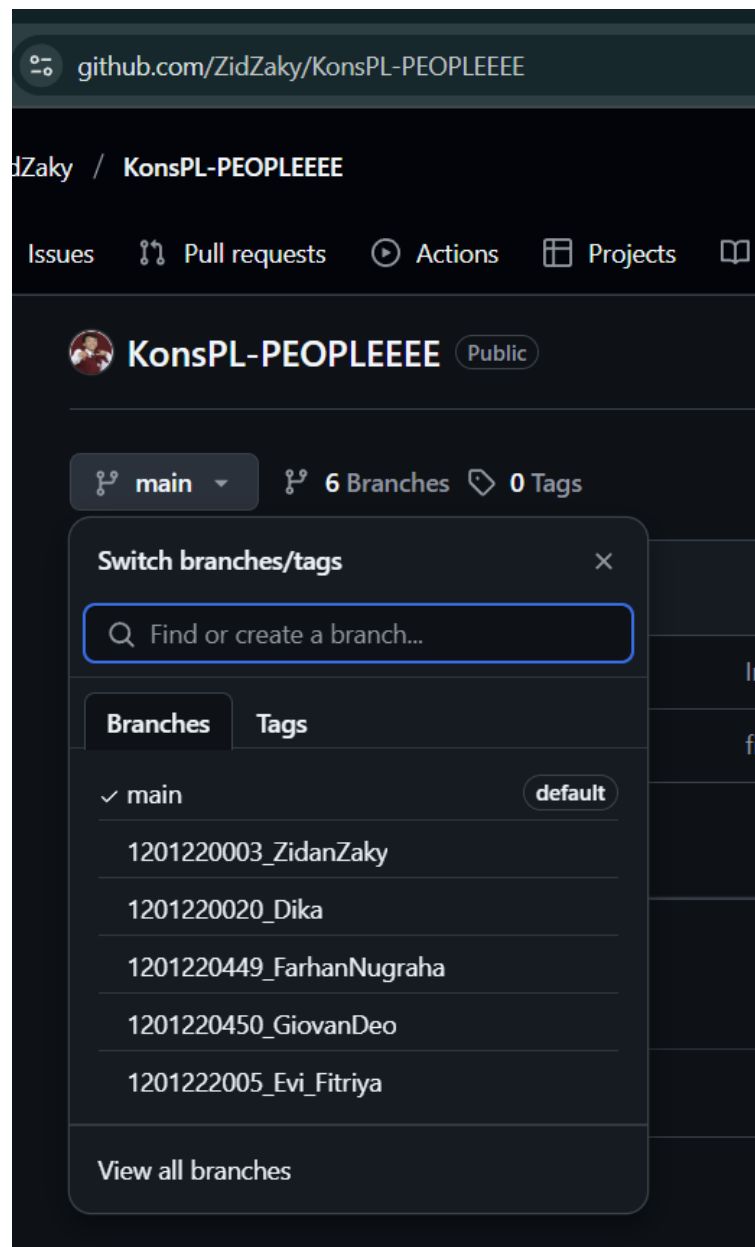 github.com/ZidZaky/KonsPL-PEOPLEEEE
dZaky / KonsPL-PEOPLEEEE
Issues Pull requests Actions Projects
KonsPL-PEOPLEEEE Public
main 6 Branches 0 Tags
Switch branches/tags
Find or create a branch...
Branches Tags
main default
1201220003_ZidanZaky
1201220020_Dika
1201220449_FarhanNugraha
1201220450_GiovanDeo
1201222005_Evi_Fitriya
View all branches